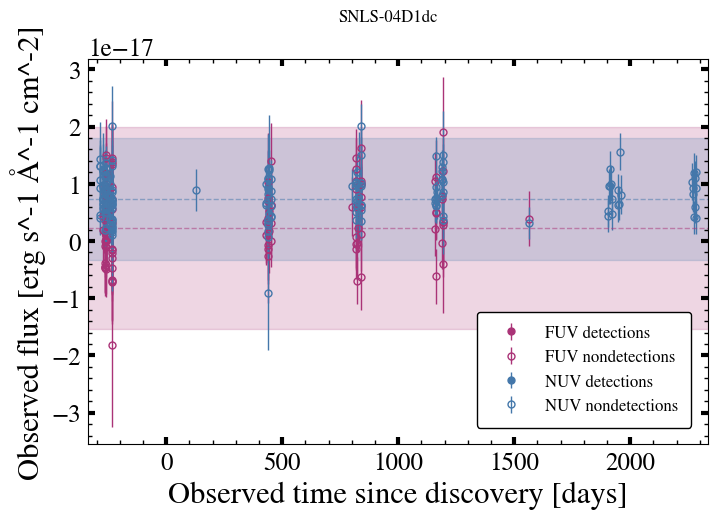 SNLS-04D1dc
1e−17
3
2
1
0
−1
−2
−3
Observed flux [erg s^-1 Å^-1 cm^-2]
0 500 1000 1500 2000
Observed time since discovery [days]
FUV detections
FUV nondetections
NUV detections
NUV nondetections